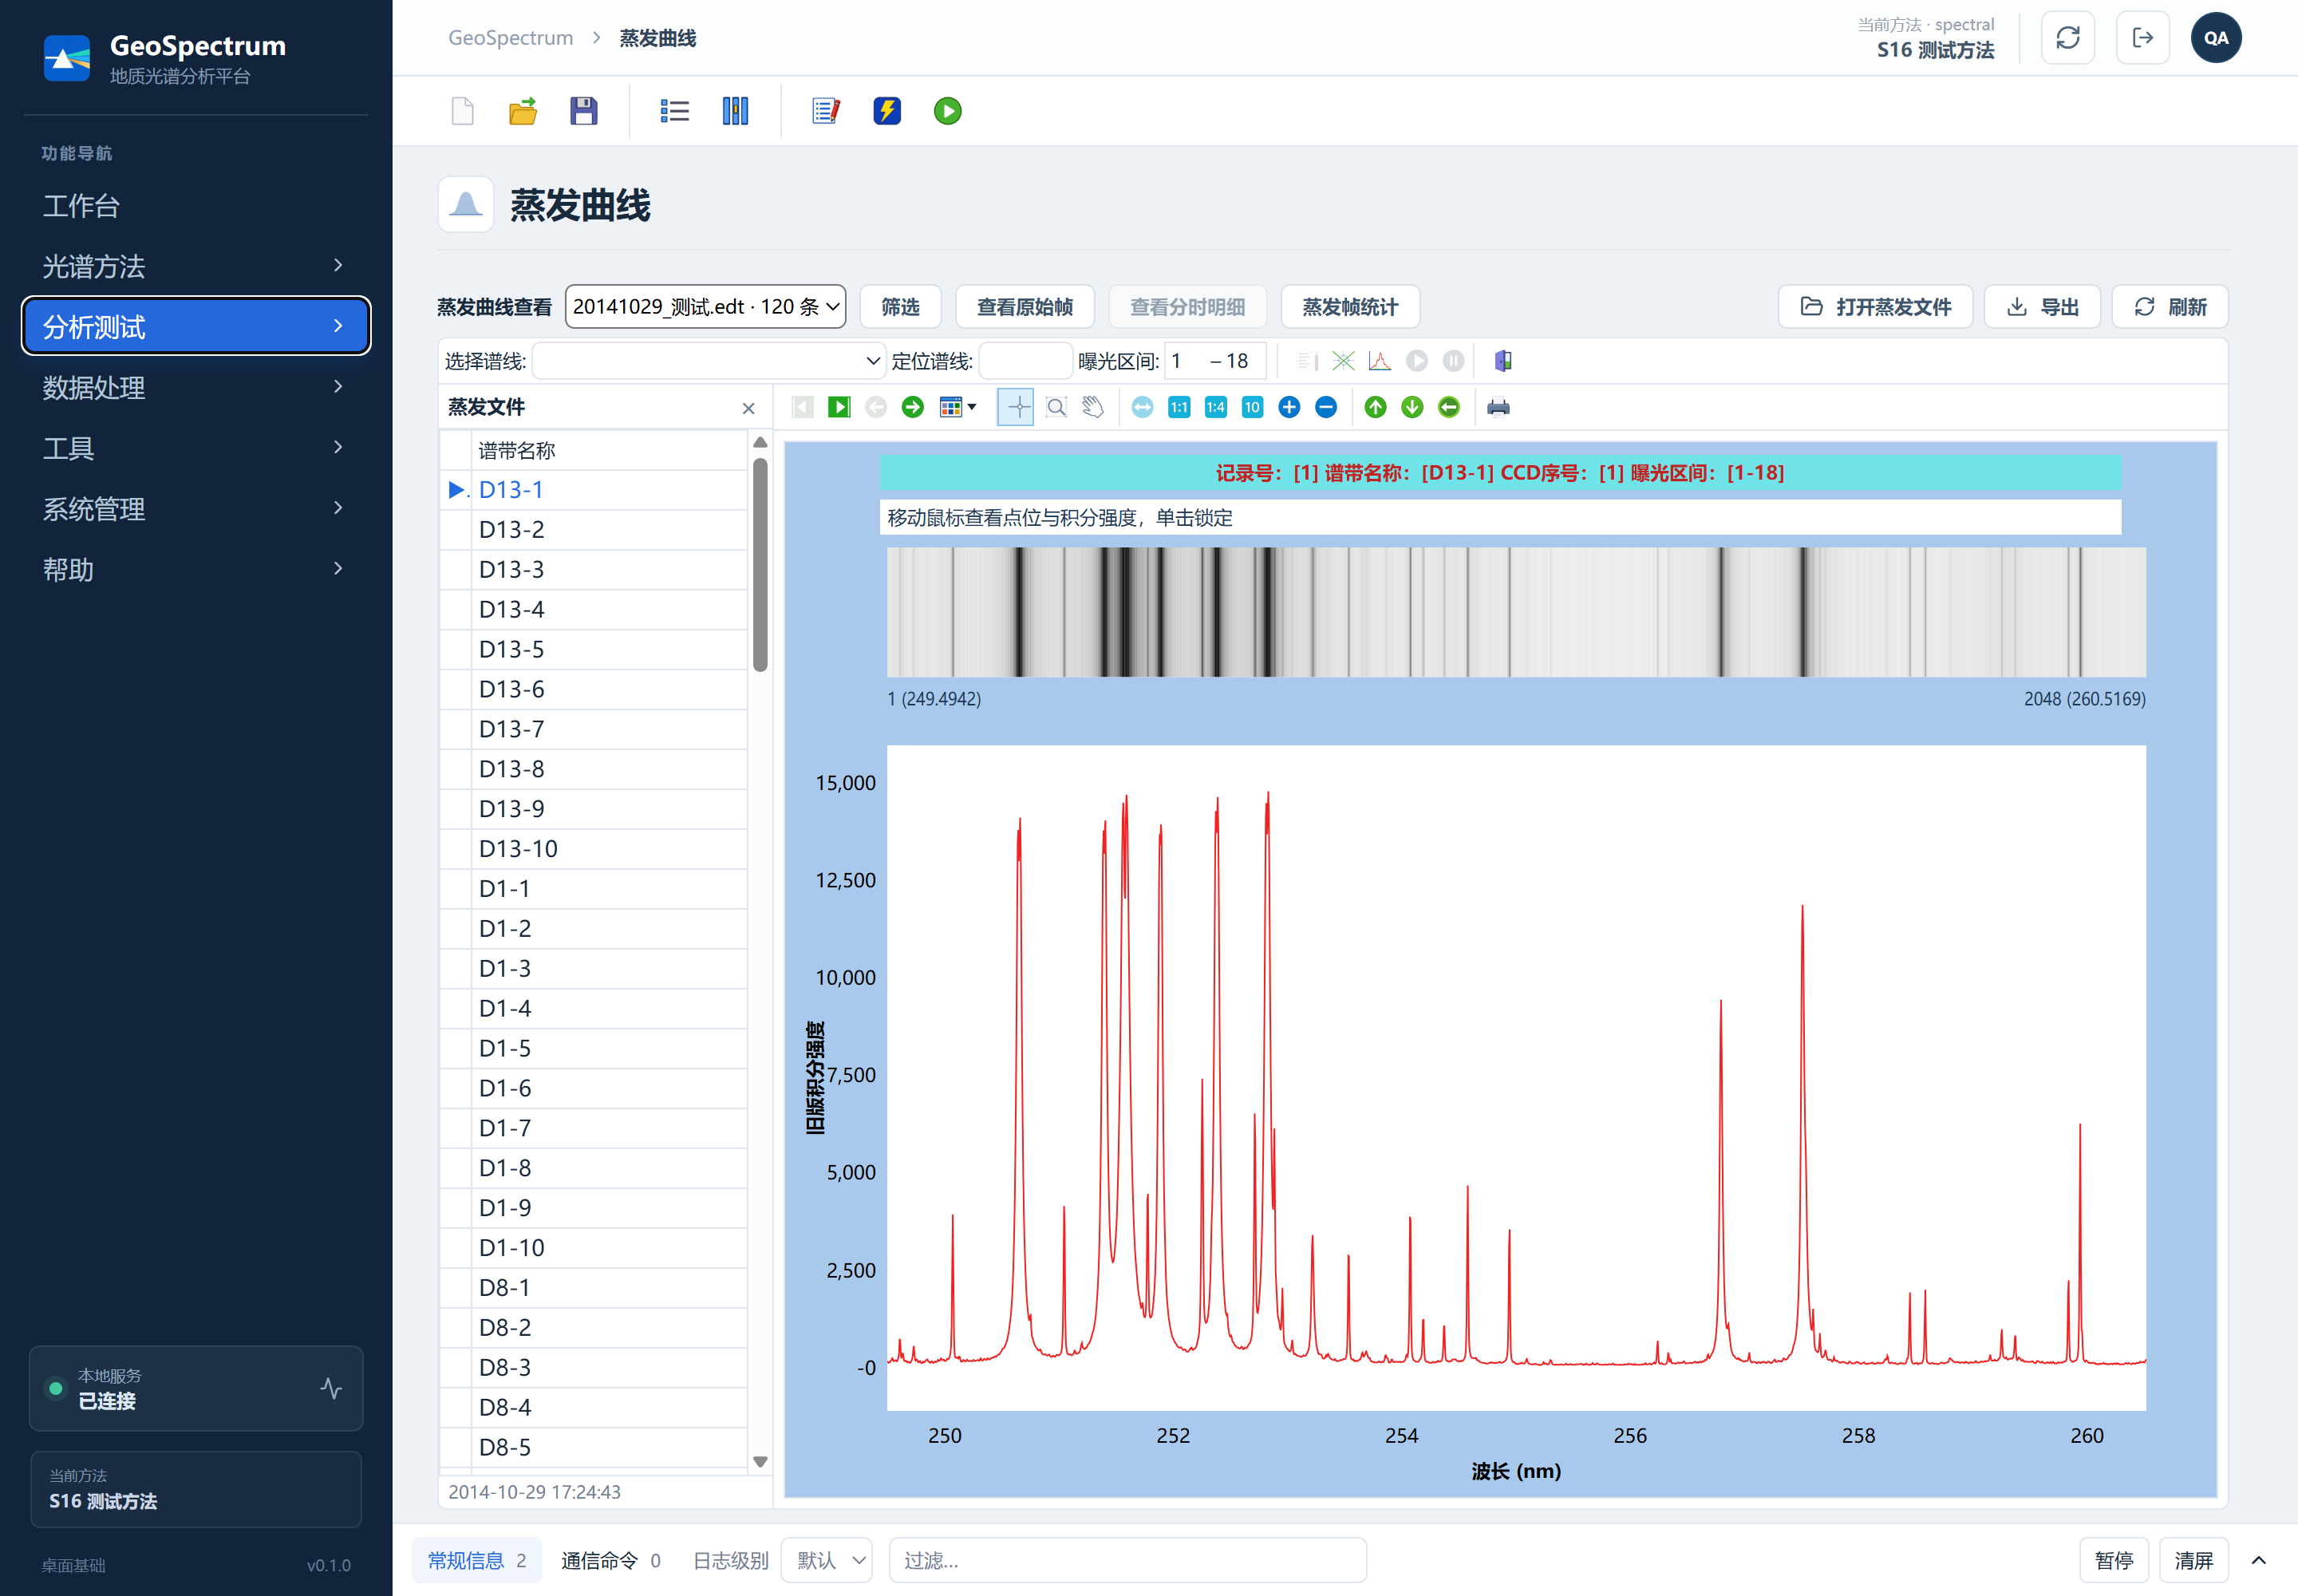 GeoSpectrum
地质光谱分析平台
功能导航
工作台
光谱方法
分析测试
数据处理
工具
系统管理
帮助
本地服务
已连接
当前方法
S16 测试方法
桌面基础 v0.1.0
GeoSpectrum > 蒸发曲线
当前方法 · spectral
S16 测试方法
QA
蒸发曲线
蒸发曲线查看 20141029_测试.edt · 120 条 筛选 查看原始帧 查看分时明细 蒸发帧统计 打开蒸发文件 导出 刷新
选择谱线: 定位谱线: 曝光区间: 1 – 18
蒸发文件 ×
1:1 1:4 10
谱带名称
D13-1
D13-2
D13-3
D13-4
D13-5
D13-6
D13-7
D13-8
D13-9
D13-10
D1-1
D1-2
D1-3
D1-4
D1-5
D1-6
D1-7
D1-8
D1-9
D1-10
D8-1
D8-2
D8-3
D8-4
D8-5
2014-10-29 17:24:43
记录号：[1] 谱带名称：[D13-1] CCD序号：[1] 曝光区间：[1-18]
移动鼠标查看点位与积分强度，单击锁定
1 (249.4942) 2048 (260.5169)
15,000
12,500
10,000
7,500
5,000
2,500
-0
旧版积分强度
250 252 254 256 258 260
波长 (nm)
常规信息 2 通信命令 0 日志级别 默认 过滤... 暂停 清屏